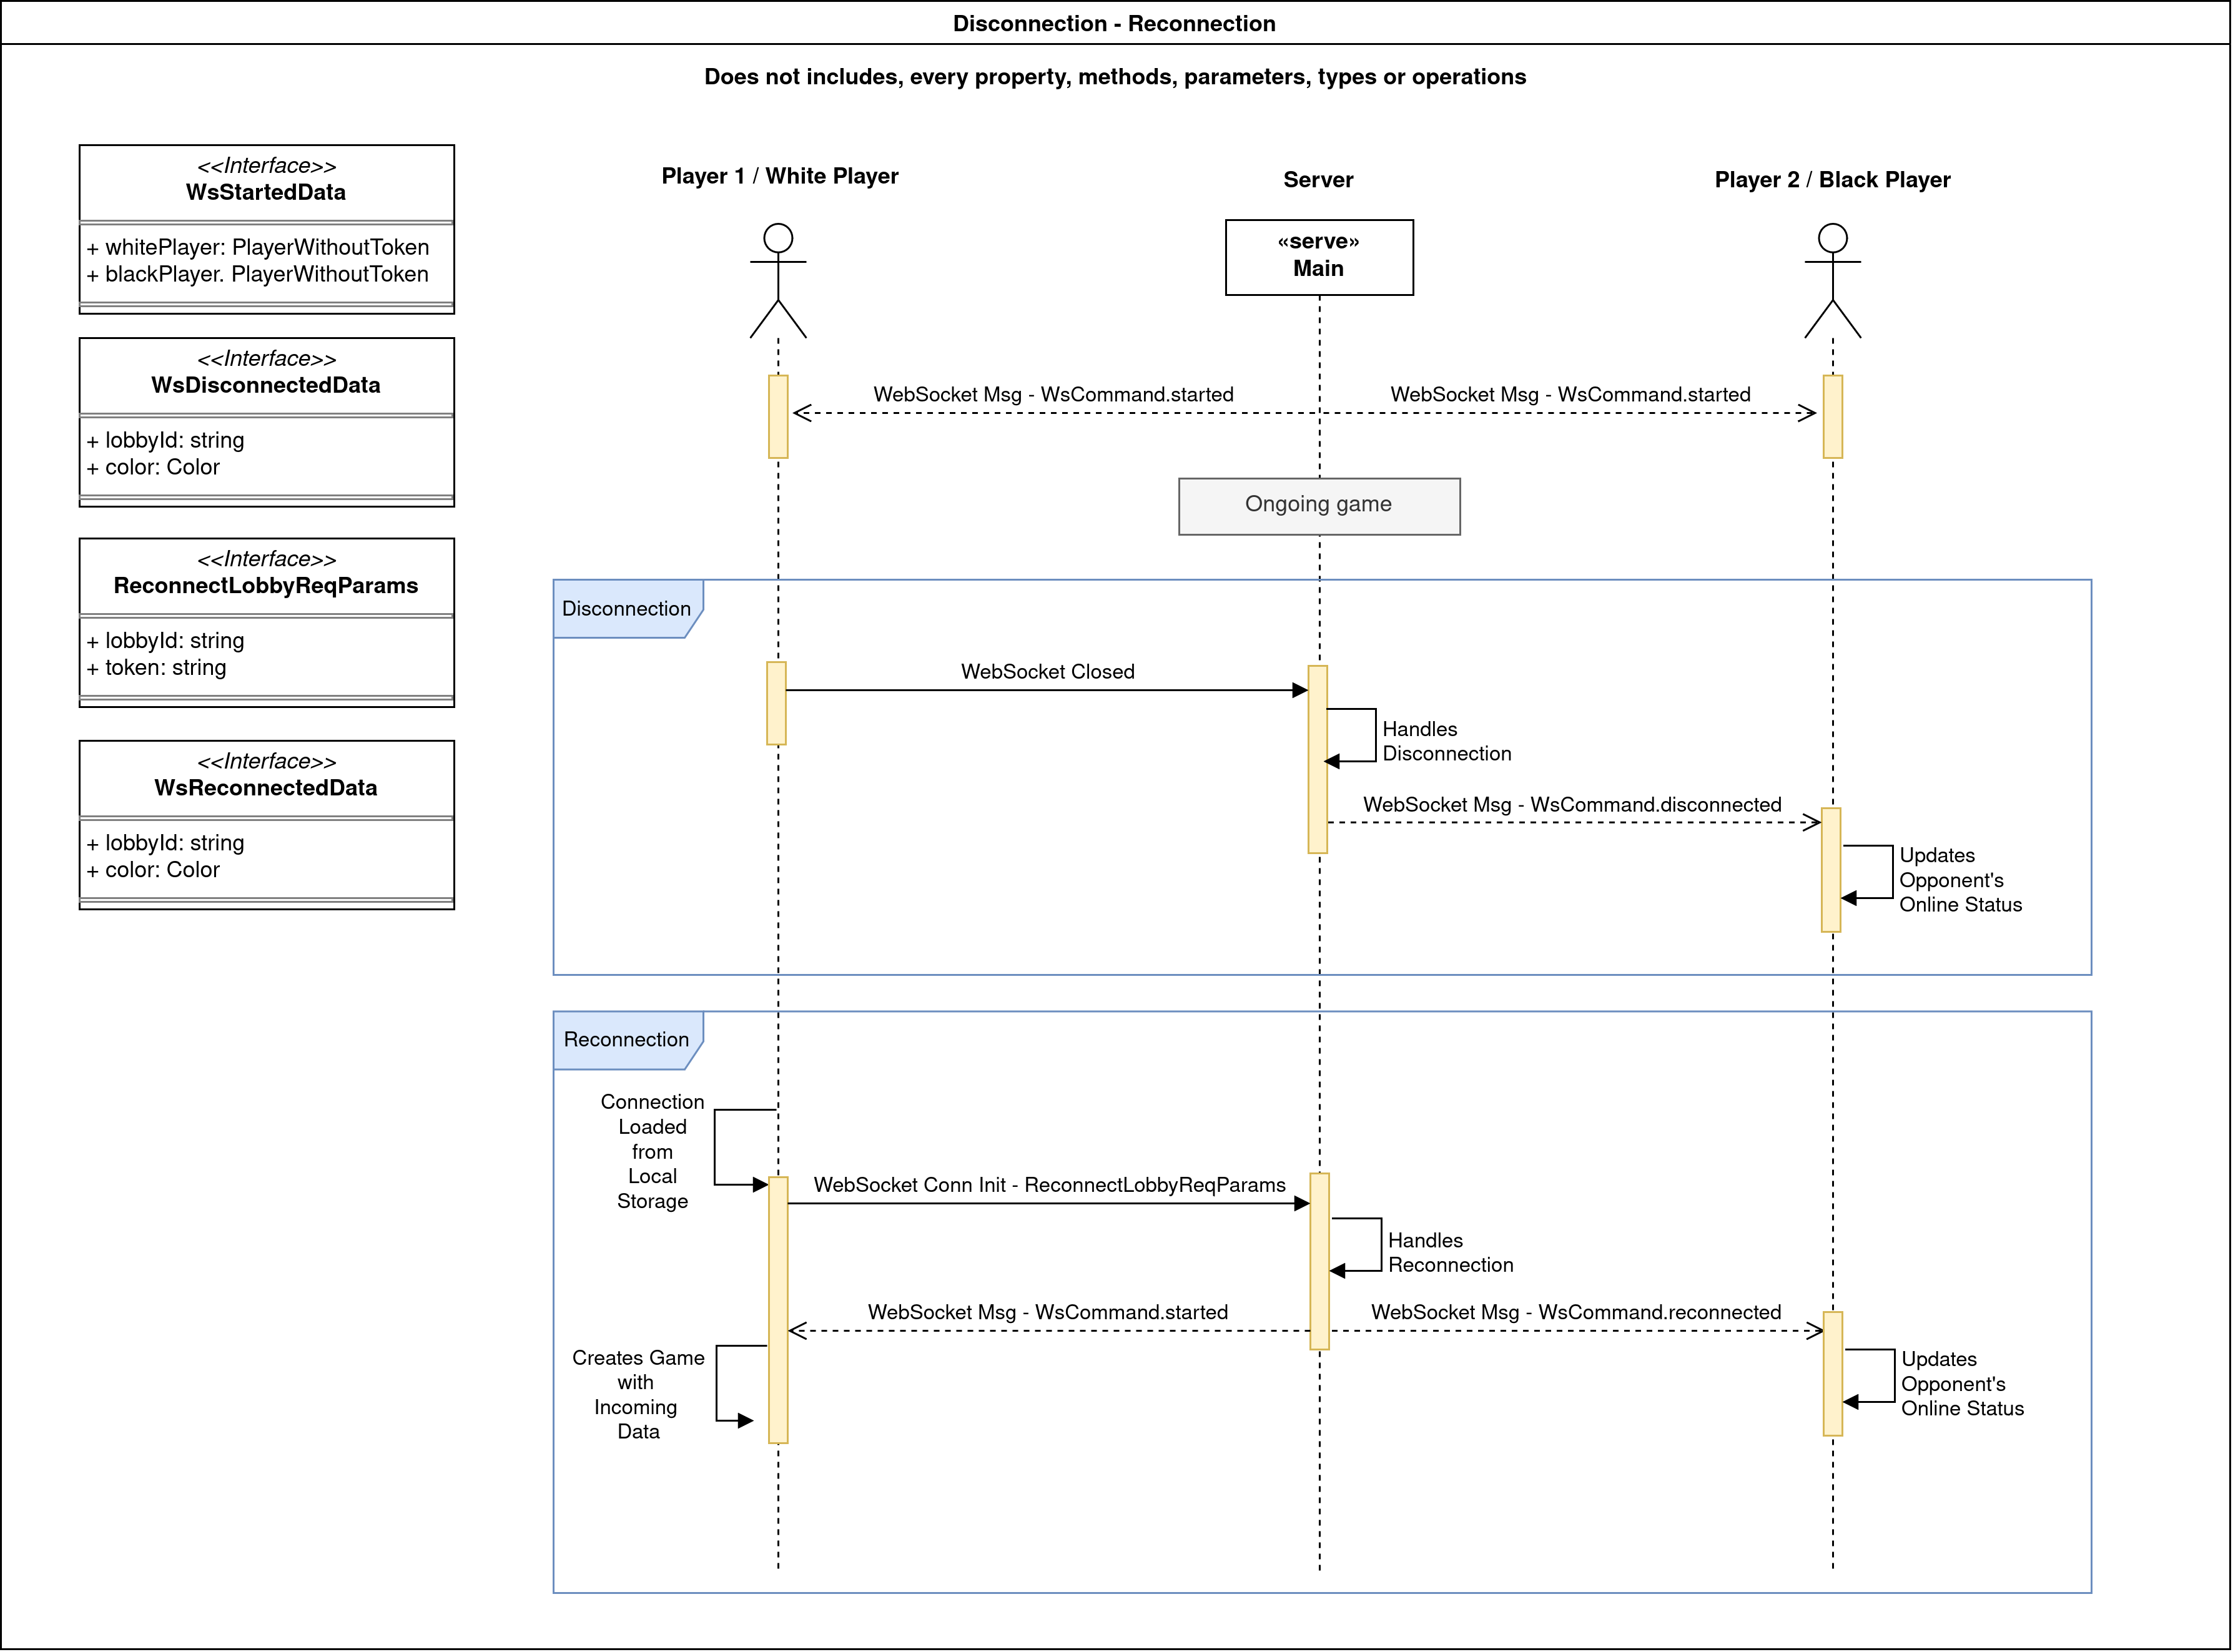 Disconnection - Reconnection
Does not includes, every property, methods, parameters, types or operations
<<Interface>>
WsStartedData
+ whitePlayer: PlayerWithoutToken
+ blackPlayer. PlayerWithoutToken
<<Interface>>
WsDisconnectedData
+ lobbyId: string
+ color: Color
<<Interface>>
ReconnectLobbyReqParams
+ lobbyId: string
+ token: string
<<Interface>>
WsReconnectedData
+ lobbyId: string
+ color: Color
Player 1 / White Player
Server
Player 2 / Black Player
«serve»
Main
WebSocket Msg - WsCommand.started
WebSocket Msg - WsCommand.started
Ongoing game
Disconnection
WebSocket Closed
Handles
Disconnection
WebSocket Msg - WsCommand.disconnected
Updates
Opponent's
Online Status
Reconnection
Connection
Loaded
from
Local
Storage
WebSocket Conn Init - ReconnectLobbyReqParams
Handles
Reconnection
WebSocket Msg - WsCommand.started
WebSocket Msg - WsCommand.reconnected
Creates Game
with
Incoming
Data
Updates
Opponent's
Online Status